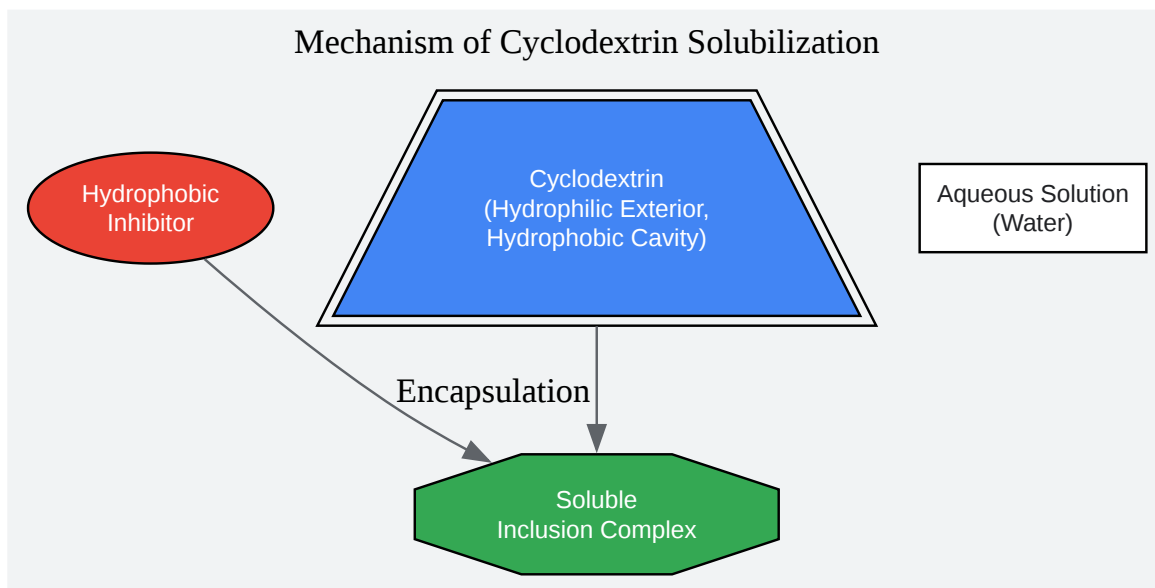 Mechanism of Cyclodextrin Solubilization
Hydrophobic
Inhibitor
Cyclodextrin
(Hydrophilic Exterior,
Hydrophobic Cavity)
Aqueous Solution
(Water)
Encapsulation
Soluble
Inclusion Complex